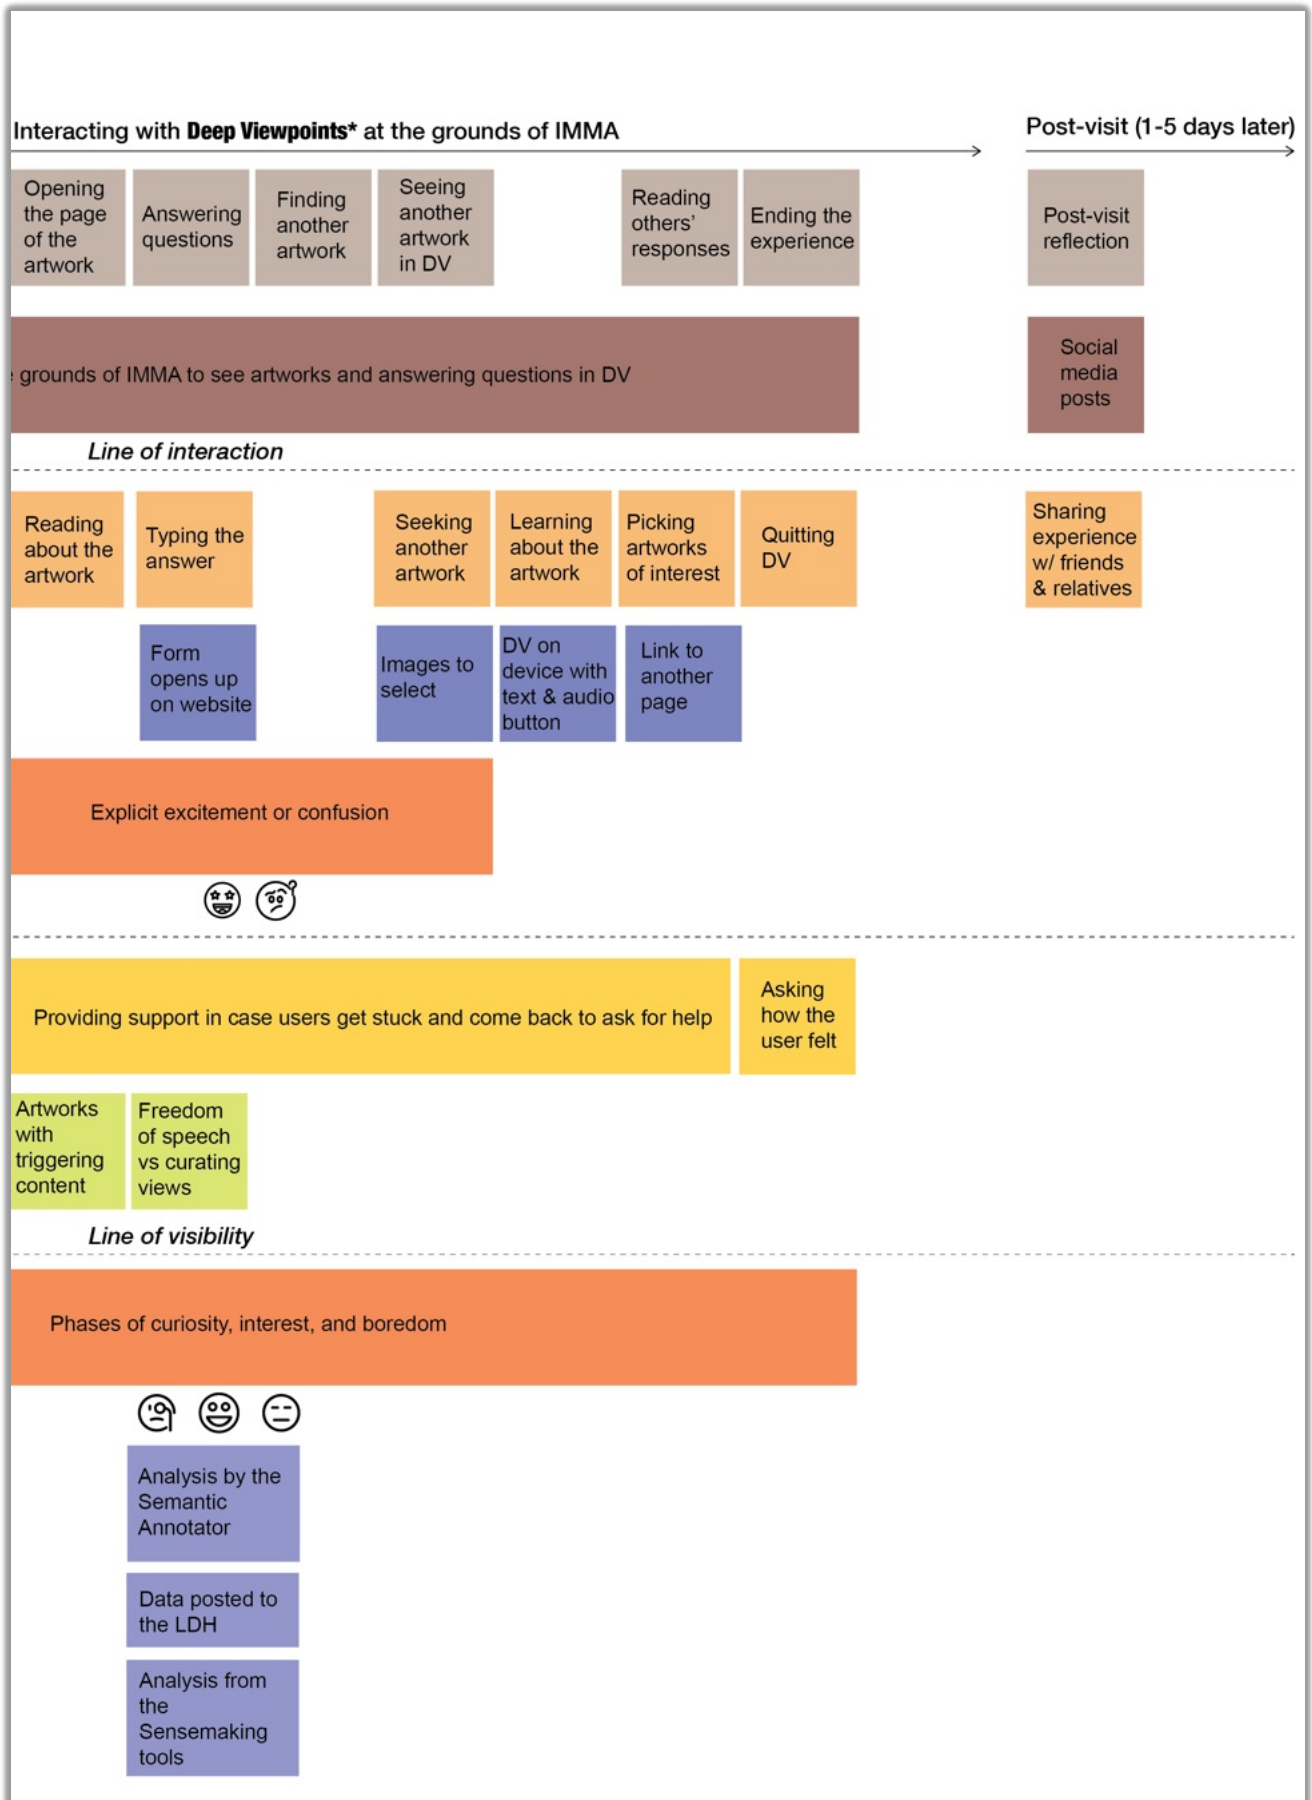 Interacting with Deep Viewpoints* at the grounds of IMMA
Post-visit (1-5 days later)
Opening
the page
of the
artwork
Answering
questions
Finding
another
artwork
Seeing
another
artwork
in DV
Reading
others'
responses
Ending the
experience
Post-visit
reflection
grounds of IMMA to see artworks and answering questions in DV
Social
media
posts
Line of interaction
Reading
about the
artwork
Typing the
answer
Seeking
another
artwork
Learning
about the
artwork
Picking
artworks
of interest
Quitting
DV
Sharing
experience
w/ friends
& relatives
Form
opens up
on website
Images to
select
DV on
device with
text & audio
button
Link to
another
page
Explicit excitement or confusion
Providing support in case users get stuck and come back to ask for help
Asking
how the
user felt
Artworks
with
triggering
content
Freedom
of speech
vs curating
views
Line of visibility
Phases of curiosity, interest, and boredom
Analysis by the
Semantic
Annotator
Data posted to
the LDH
Analysis from
the
Sensemaking
tools